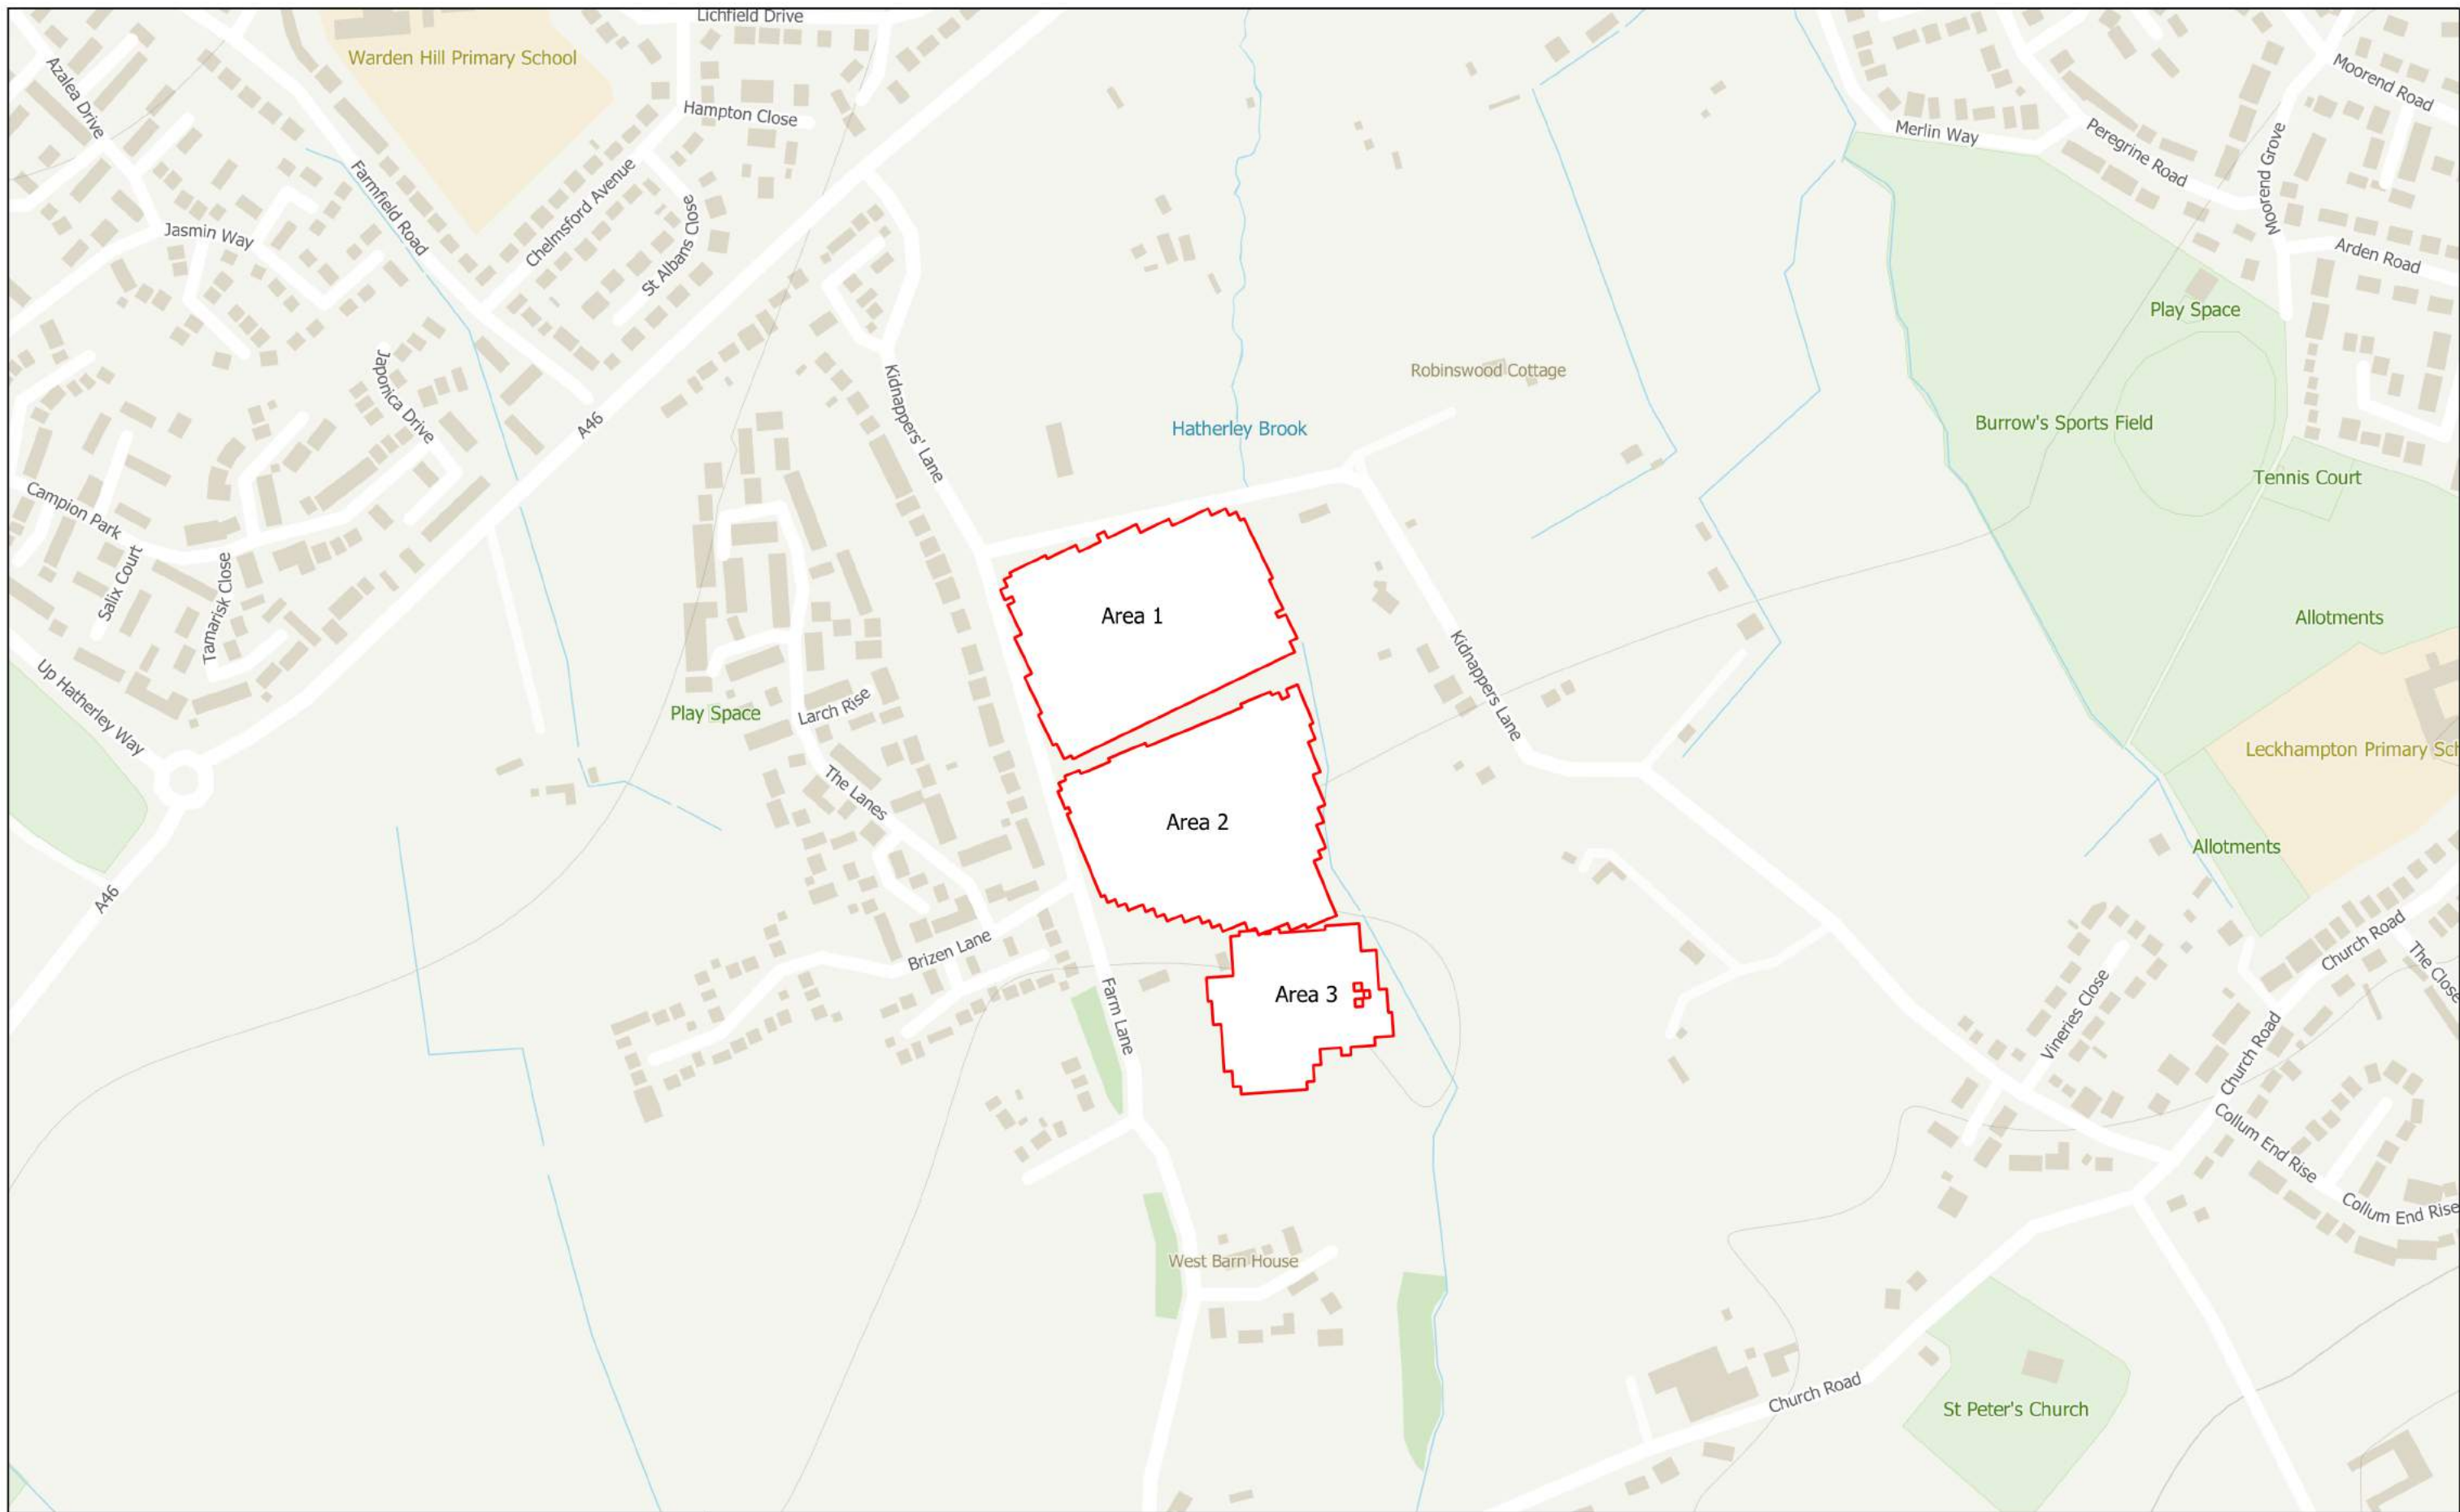 Lichfield Drive
Warden Hill Primary School
Azalea Drive
Moorend Road
Hampton Close
Merlin Way
Peregrine Road
Moorend Grove
Farmfield Road
Chelmsford Avenue
St Albans Close
Jasmin Way
Arden Road
Play Space
Japonica Drive
Kidnappers' Lane
Robinswood Cottage
A46
Hatherley Brook
Burrow's Sports Field
Tennis Court
Campion Park
Salix Court
Tamarisk Close
Area 1
Allotments
Up Hatherley Way
Kidnappers Lane
Play Space
Larch Rise
Leckhampton Primary Sch
The Lanes
Area 2
Allotments
A46
Brizen Lane
Church Road
The Close
Area 3
Farm Lane
Vineries Close
Church Road
Collum End Rise
Collum End Rise
West Barn House
Church Road
St Peter's Church